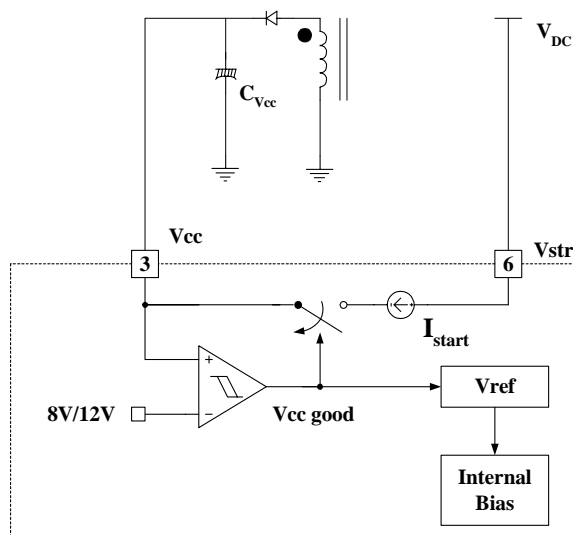 V_DC
C_Vcc
Vcc
Vstr
3
6
I_start
+
8V/12V
−
Vcc good
Vref
Internal
Bias